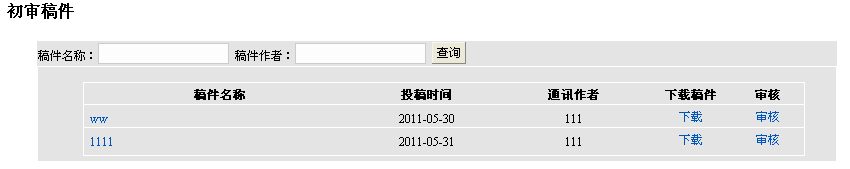 初审稿件
稿件名称： 稿件作者： 查询
稿件名称 投稿时间 通讯作者 下载稿件 审核
ww 2011-05-30 111 下载 审核
1111 2011-05-31 111 下载 审核